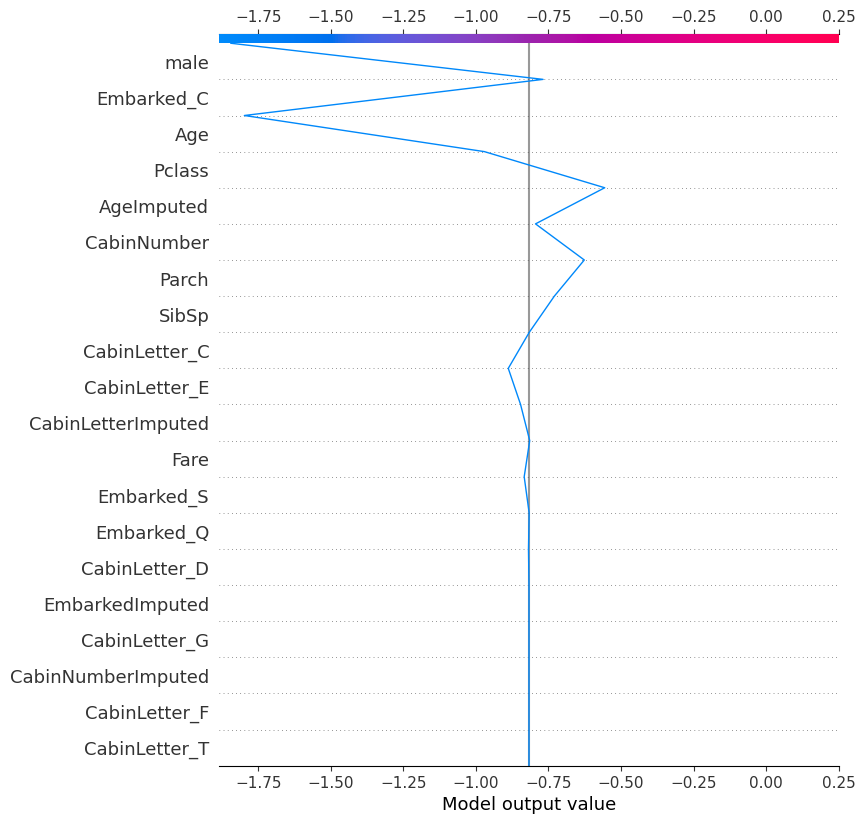 −1.75 −1.50 −1.25 −1.00 −0.75 −0.50 −0.25 0.00 0.25
male
Embarked_C
Age
Pclass
AgeImputed
CabinNumber
Parch
SibSp
CabinLetter_C
CabinLetter_E
CabinLetterImputed
Fare
Embarked_S
Embarked_Q
CabinLetter_D
EmbarkedImputed
CabinLetter_G
CabinNumberImputed
CabinLetter_F
CabinLetter_T
−1.75 −1.50 −1.25 −1.00 −0.75 −0.50 −0.25 0.00 0.25
Model output value